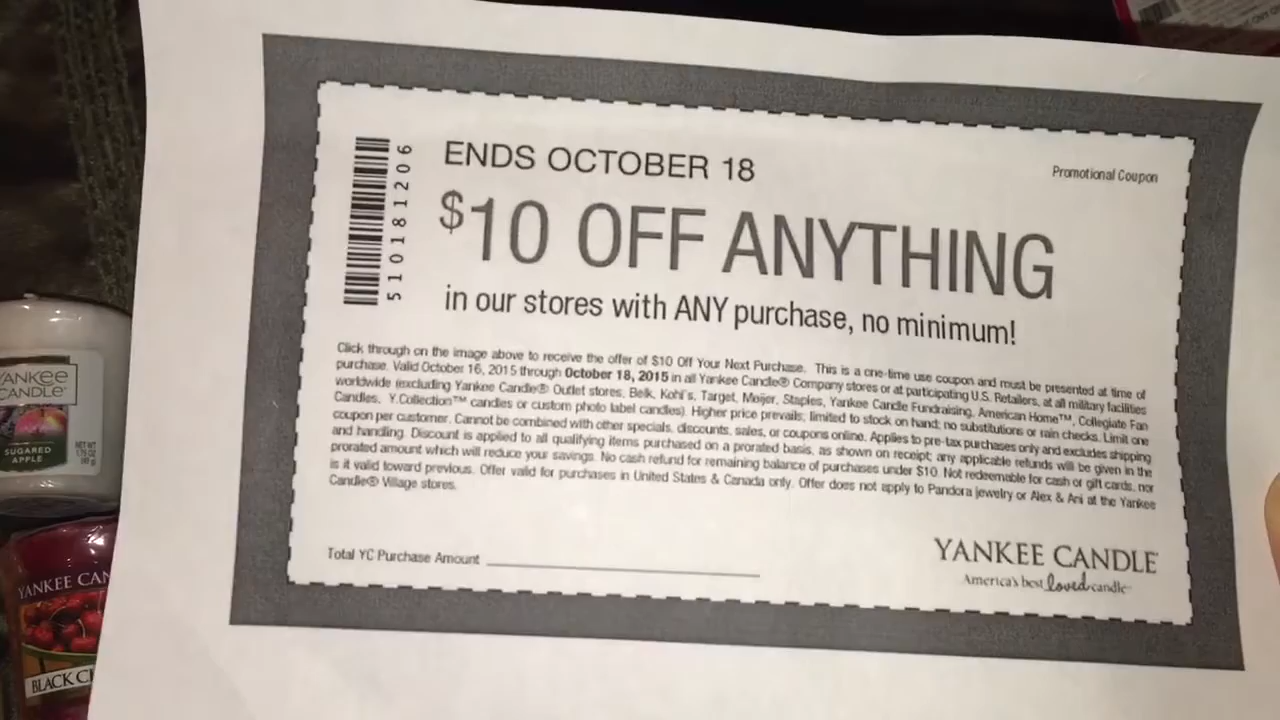 ENDS OCTOBER 18
Promotional Coupon
$10 OFF ANYTHING
in our stores with ANY purchase, no minimum!
510181206
Click through on the image above to receive the offer of $10 Off Your Next Purchase. This is a one-time use coupon and must be presented at time of
purchase. Valid October 16, 2015 through October 18, 2015 in all Yankee Candle® Company stores or at participating U.S. Retailers, at all military facilities
worldwide (excluding Yankee Candle® Outlet stores, Belk, Kohl's, Target, Meijer, Staples, Yankee Candle Fundraising, American Home™, Collegiate Fan
Candles, Y.Collection™ candles or custom photo label candles). Higher price prevails; limited to stock on hand; no substitutions or rain checks. Limit one
coupon per customer. Cannot be combined with other specials, discounts, sales, or coupons online. Applies to pre-tax purchases only and excludes shipping
and handling. Discount is applied to all qualifying items purchased on a prorated basis, as shown on receipt; any applicable refunds will be given in the
prorated amount which will reduce your savings. No cash refund for remaining balance of purchases under $10. Not redeemable for cash or gift cards, nor
is it valid toward previous. Offer valid for purchases in United States & Canada only. Offer does not apply to Pandora jewelry or Alex & Ani at the Yankee
Candle® Village stores.
Total YC Purchase Amount
YANKEE CANDLE
America's best loved candle
YANKEE
CANDLE
SUGARED
APPLE
NET WT
1.75 OZ
YANKEE CAN
BLACK C